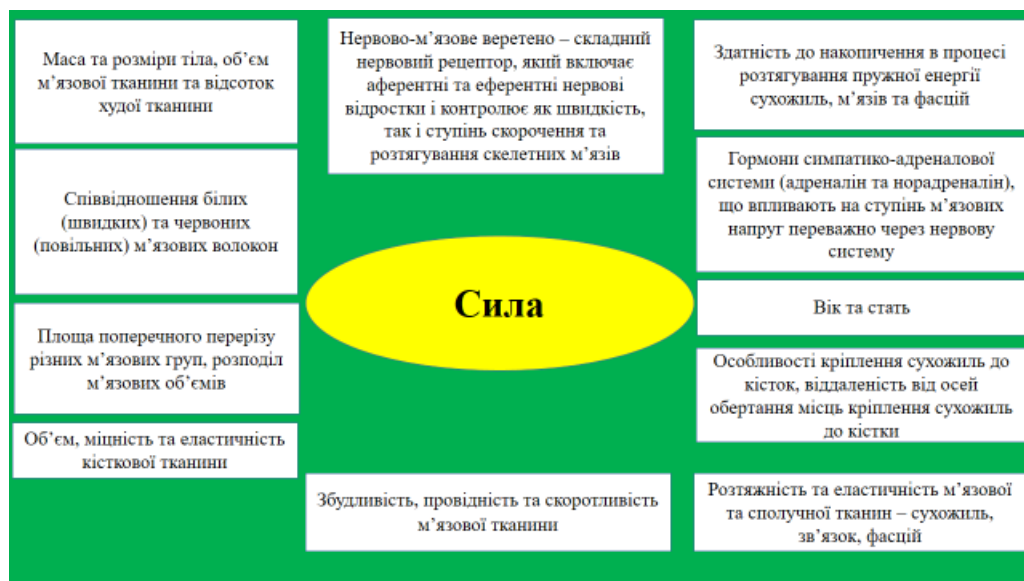 Маса та розміри тіла, об’єм
м’язової тканини та відсоток
худої тканини
Співвідношення білих
(швидких) та червоних
(повільних) м’язових волокон
Площа поперечного перерізу
різних м’язових груп, розподіл
м’язових об’ємів
Об’єм, міцність та еластичність
кісткової тканини
Нервово-м’язове веретено – складний
нервовий рецептор, який включає
аферентні та еферентні нервові
відростки і контролює як швидкість,
так і ступінь скорочення та
розтягування скелетних м’язів
Сила
Збудливість, провідність та скоротливість
м’язової тканини
Здатність до накопичення в процесі
розтягування пружної енергії
сухожиль, м’язів та фасцій
Гормони симпатико-адреналової
системи (адреналін та норадреналін),
що впливають на ступінь м’язових
напруг переважно через нервову
систему
Вік та стать
Особливості кріплення сухожиль до
кісток, віддаленість від осей
обертання місць кріплення сухожиль
до кістки
Розтяжність та еластичність м’язової
та сполучної тканин – сухожиль,
зв’язок, фасцій